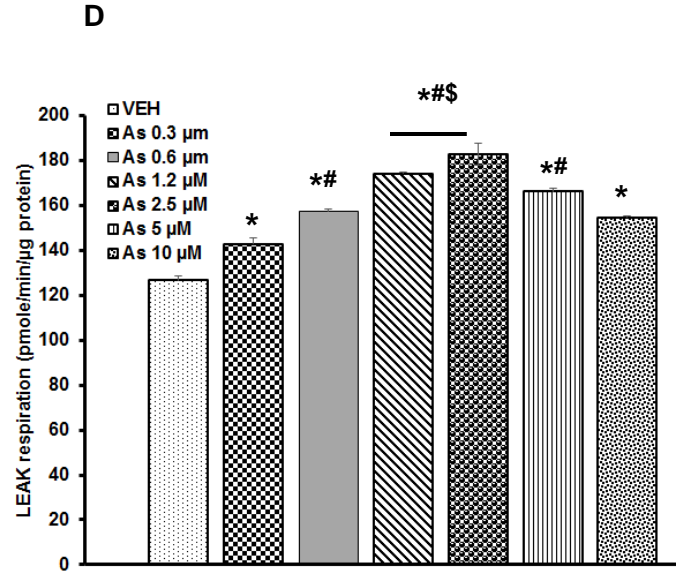 D
*#$
200
180
160
140
120
100
80
60
40
20
0
LEAK respiration (pmole/min/µg protein)
VEH
As 0.3 µm
As 0.6 µm
As 1.2 µM
As 2.5 µM
As 5 µM
As 10 µM
*
*#
*#
*